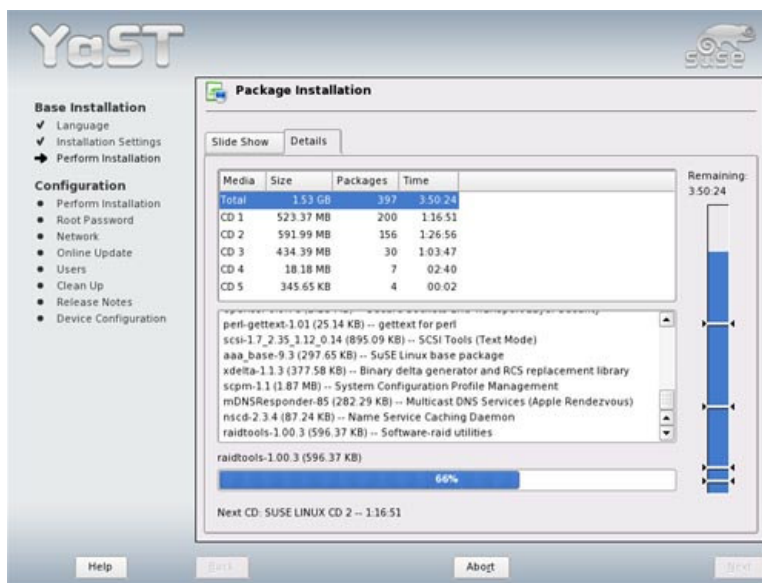 YaST
SUSE
Package Installation
Base Installation
Language
Installation Settings
Perform Installation
Configuration
Perform Installation
Root Password
Network
Online Update
Users
Clean Up
Release Notes
Device Configuration
Slide Show Details
Media Size Packages Time
Total 1.53 GB 397 3:50:24
CD 1 523.37 MB 200 1:16:51
CD 2 591.99 MB 156 1:26:56
CD 3 434.39 MB 30 1:03:47
CD 4 18.18 MB 7 02:40
CD 5 345.65 KB 4 00:02
Remaining:
3:50:24
perl-gettext-1.01 (25.14 KB) -- gettext for perl
scsi-1.7_2.35_1.12_0.14 (895.09 KB) -- SCSI Tools (Text Mode)
aaa_base-9.3 (297.65 KB) -- SuSE Linux base package
xdelta-1.1.3 (377.58 KB) -- Binary delta generator and RCS replacement library
scpm-1.1 (1.87 MB) -- System Configuration Profile Management
mDNSResponder-85 (282.29 KB) -- Multicast DNS Services (Apple Rendezvous)
nscd-2.3.4 (87.24 KB) -- Name Service Caching Daemon
raidtools-1.00.3 (596.37 KB) -- Software-raid utilities
raidtools-1.00.3 (596.37 KB)
66%
Next CD: SUSE LINUX CD 2 -- 1:16:51
Help Back Abort Next